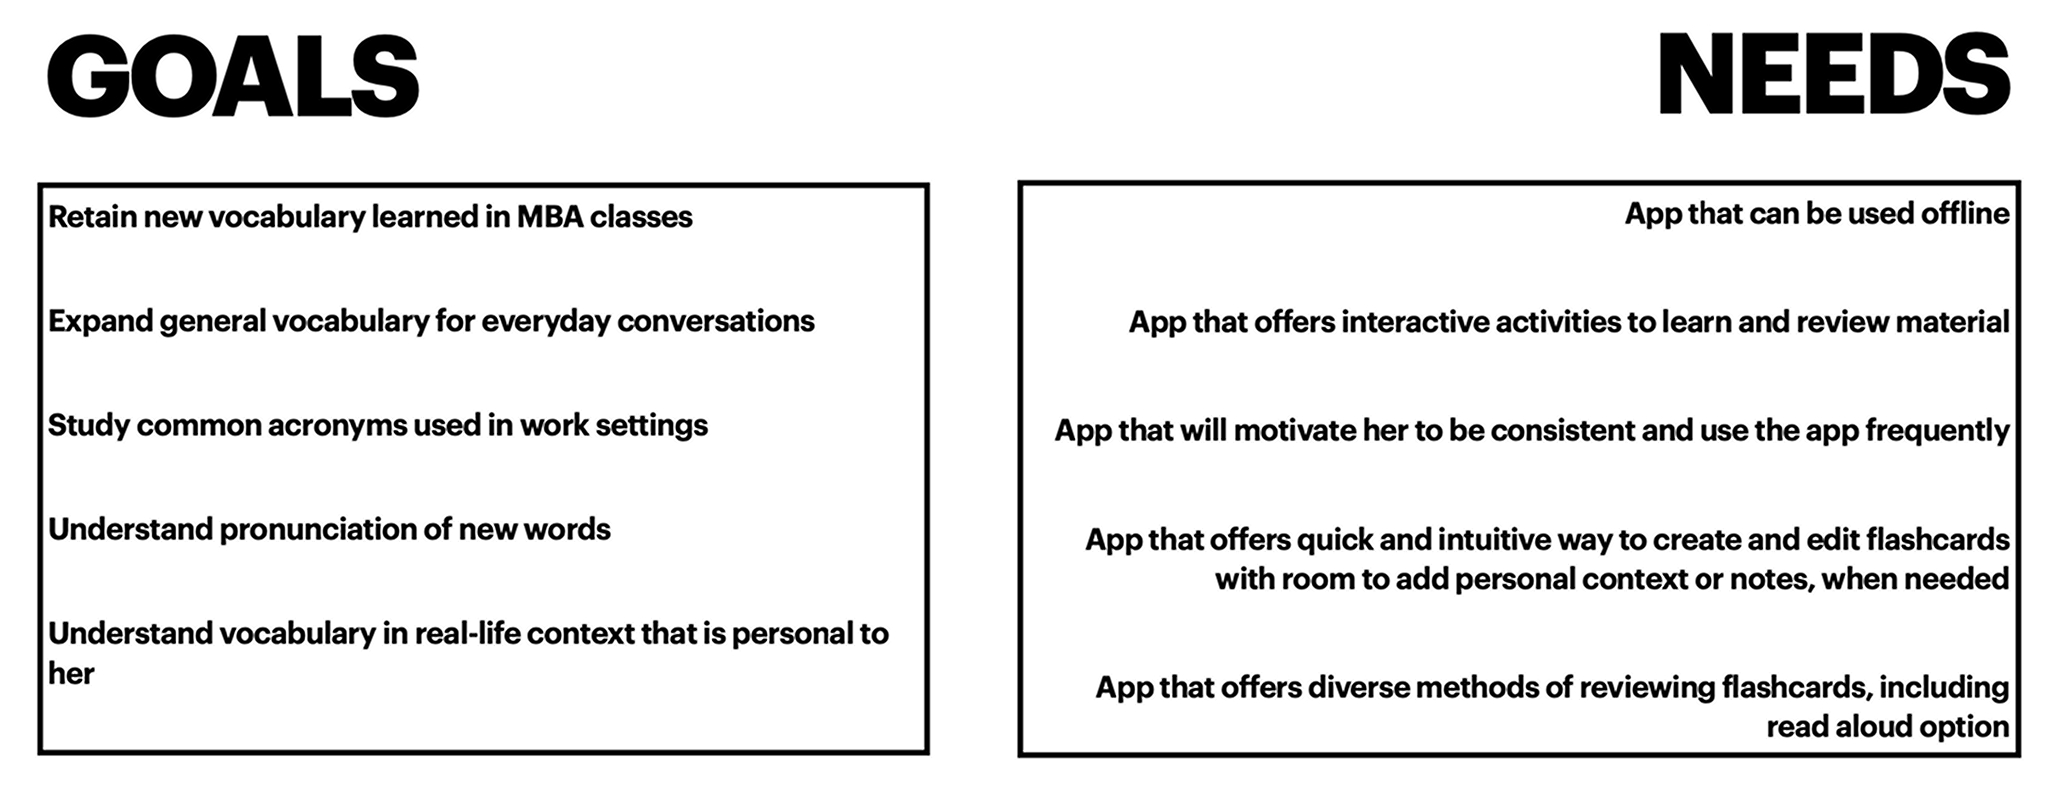 GOALS
Retain new vocabulary learned in MBA classes
Expand general vocabulary for everyday conversations
Study common acronyms used in work settings
Understand pronunciation of new words
Understand vocabulary in real-life context that is personal to
her
NEEDS
App that can be used offline
App that offers interactive activities to learn and review material
App that will motivate her to be consistent and use the app frequently
App that offers quick and intuitive way to create and edit flashcards
with room to add personal context or notes, when needed
App that offers diverse methods of reviewing flashcards, including
read aloud option